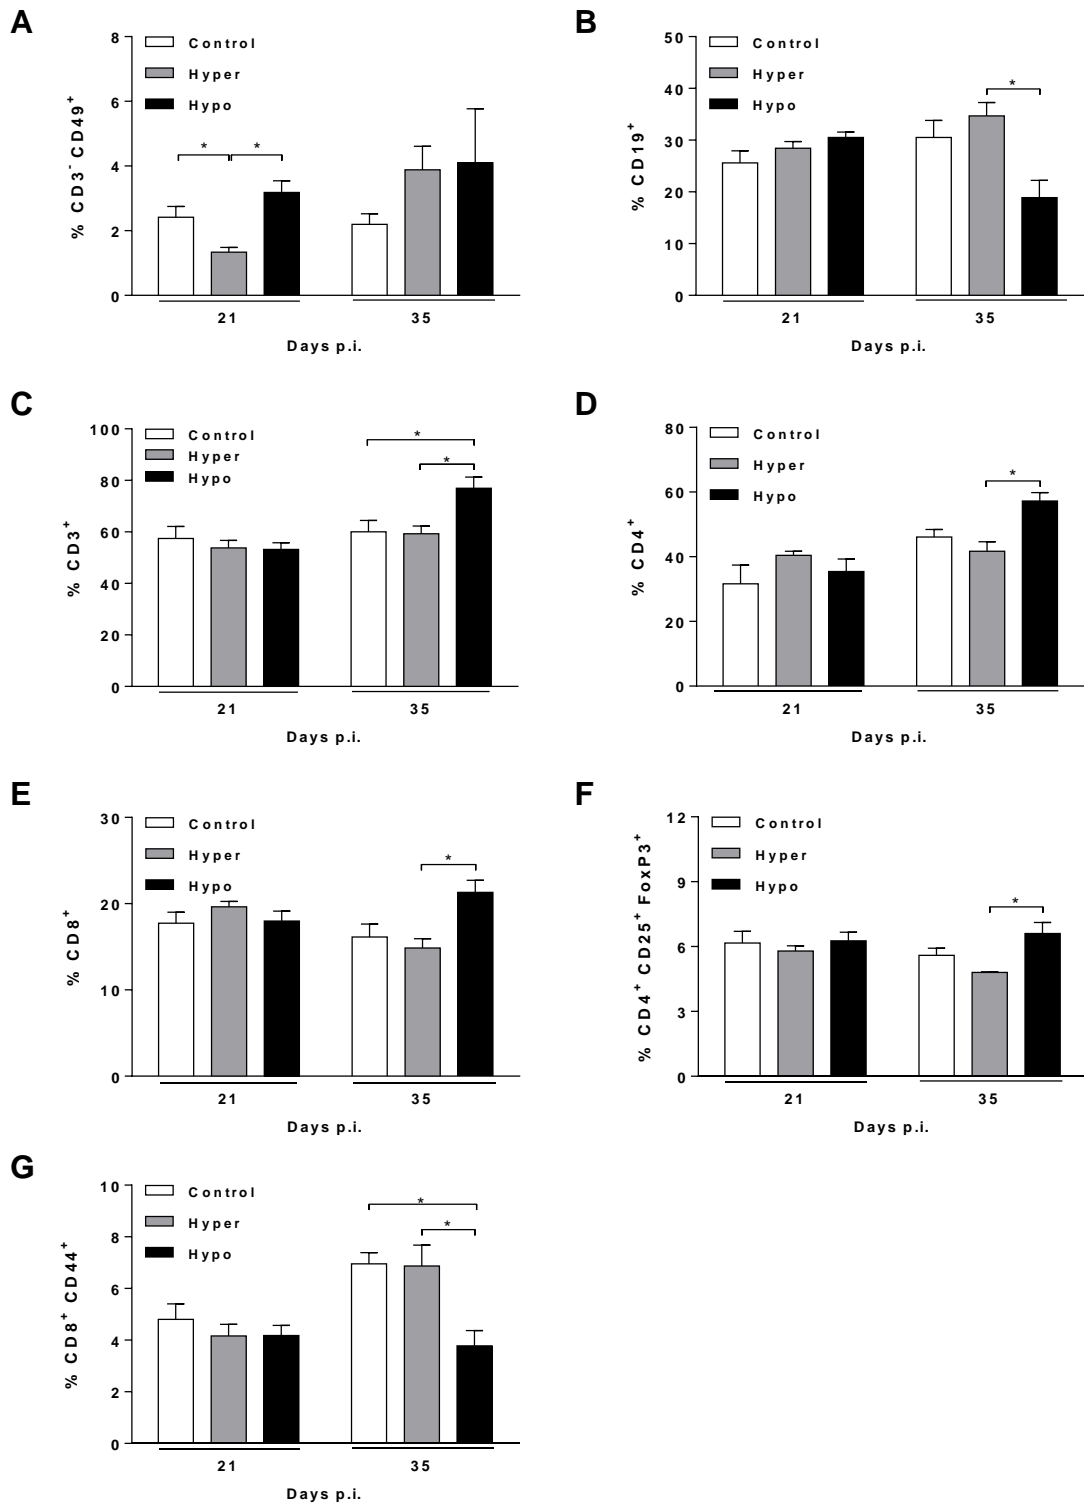 A
% CD3⁻ CD49⁺
8
6
4
2
0
Control
Hyper
Hypo
* *
21 35
Days p.i.
B
% CD19⁺
50
40
30
20
10
0
Control
Hyper
Hypo
*
21 35
Days p.i.
C
% CD3⁺
100
80
60
40
20
0
Control
Hyper
Hypo
*
*
21 35
Days p.i.
D
% CD4⁺
80
60
40
20
0
Control
Hyper
Hypo
*
21 35
Days p.i.
E
% CD8⁺
30
20
10
0
Control
Hyper
Hypo
*
21 35
Days p.i.
F
% CD4⁺ CD25⁺ FoxP3⁺
12
9
6
3
0
Control
Hyper
Hypo
*
21 35
Days p.i.
G
% CD8⁺ CD44⁺
10
8
6
4
2
0
Control
Hyper
Hypo
*
*
21 35
Days p.i.